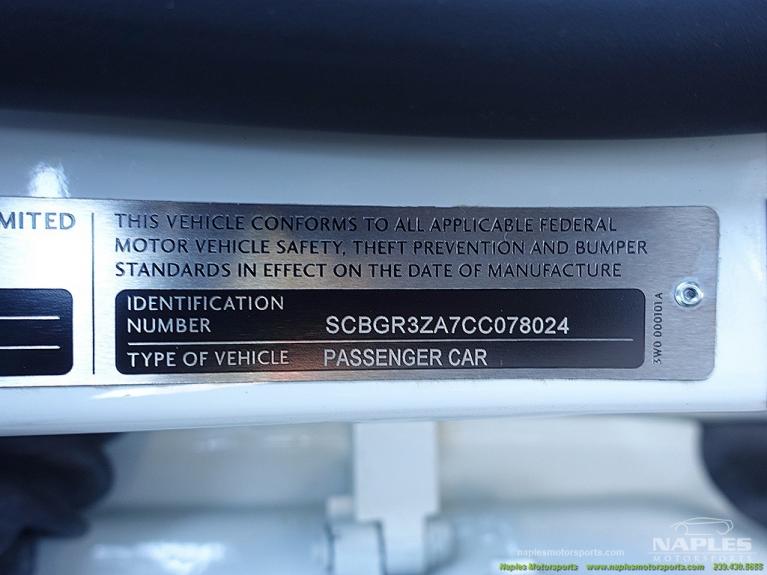 MITED
THIS VEHICLE CONFORMS TO ALL APPLICABLE FEDERAL
MOTOR VEHICLE SAFETY, THEFT PREVENTION AND BUMPER
STANDARDS IN EFFECT ON THE DATE OF MANUFACTURE
IDENTIFICATION
NUMBER SCBGR3ZA7CC078024
TYPE OF VEHICLE PASSENGER CAR
3W0 000101A
NAPLES
MOTORSPORTS
naplesmotorsports.com
Naples Motorsports www.naplesmotorsports.com 239.430.5655